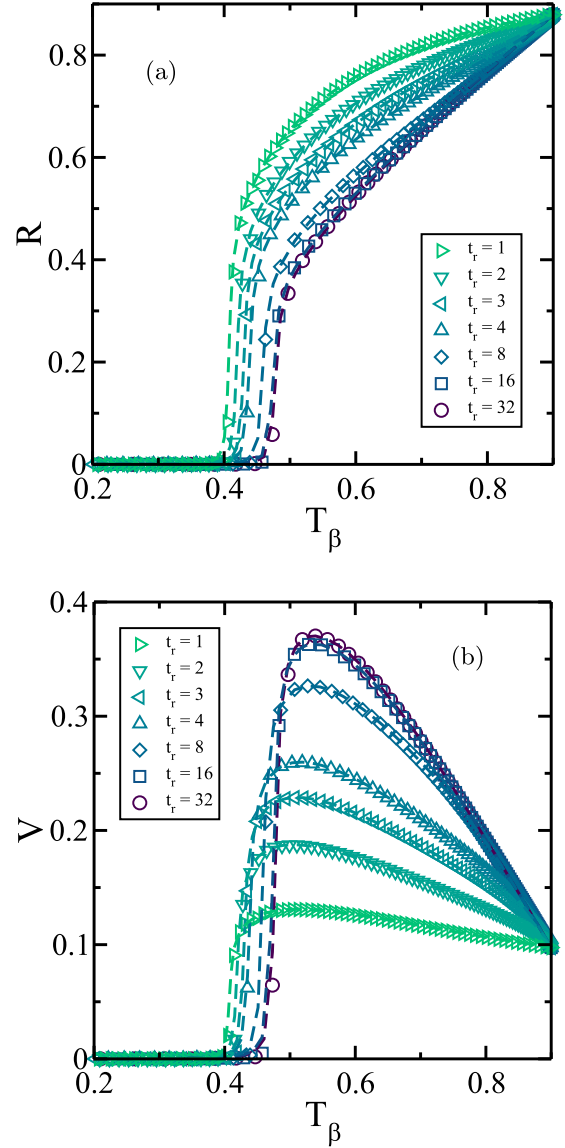 (a)
0.8
0.6
0.4
0.2
0
R
t_r = 1
t_r = 2
t_r = 3
t_r = 4
t_r = 8
t_r = 16
t_r = 32
0.2 0.4 0.6 0.8
T_β
(b)
0.4
0.3
0.2
0.1
0
V
t_r = 1
t_r = 2
t_r = 3
t_r = 4
t_r = 8
t_r = 16
t_r = 32
0.2 0.4 0.6 0.8
T_β